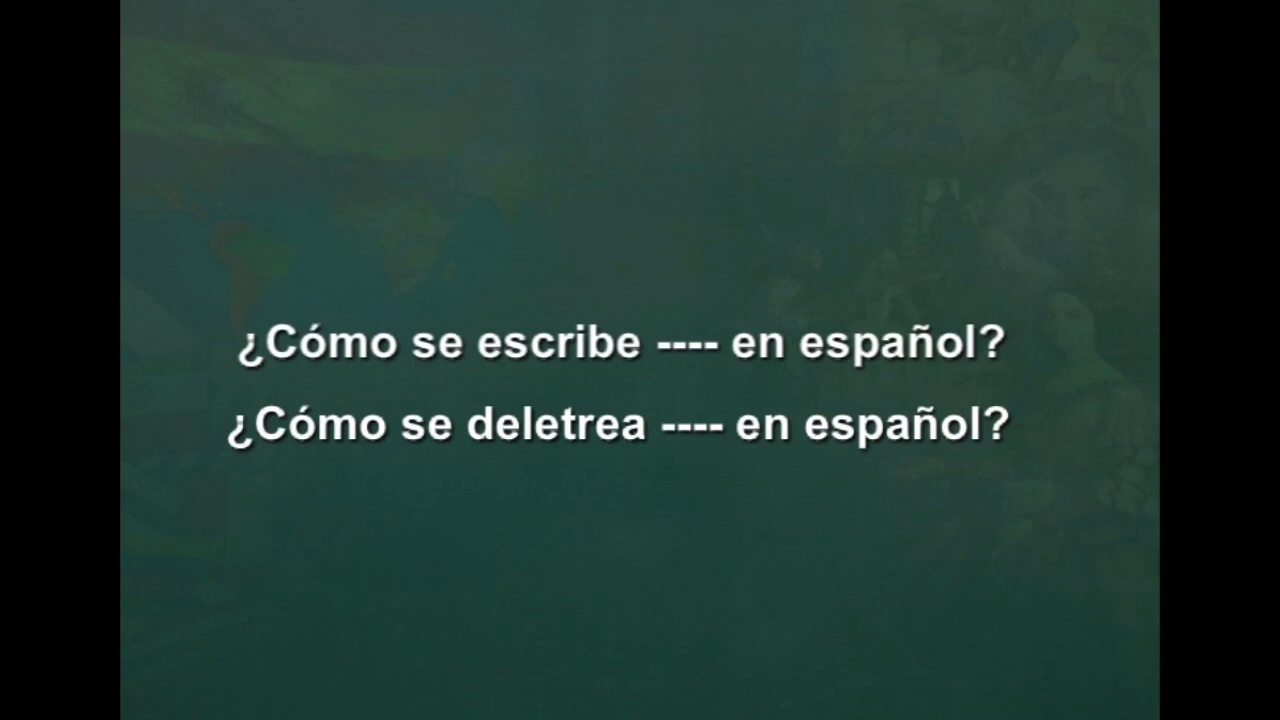 ¿Cómo se escribe ---- en español?
¿Cómo se deletrea ---- en español?